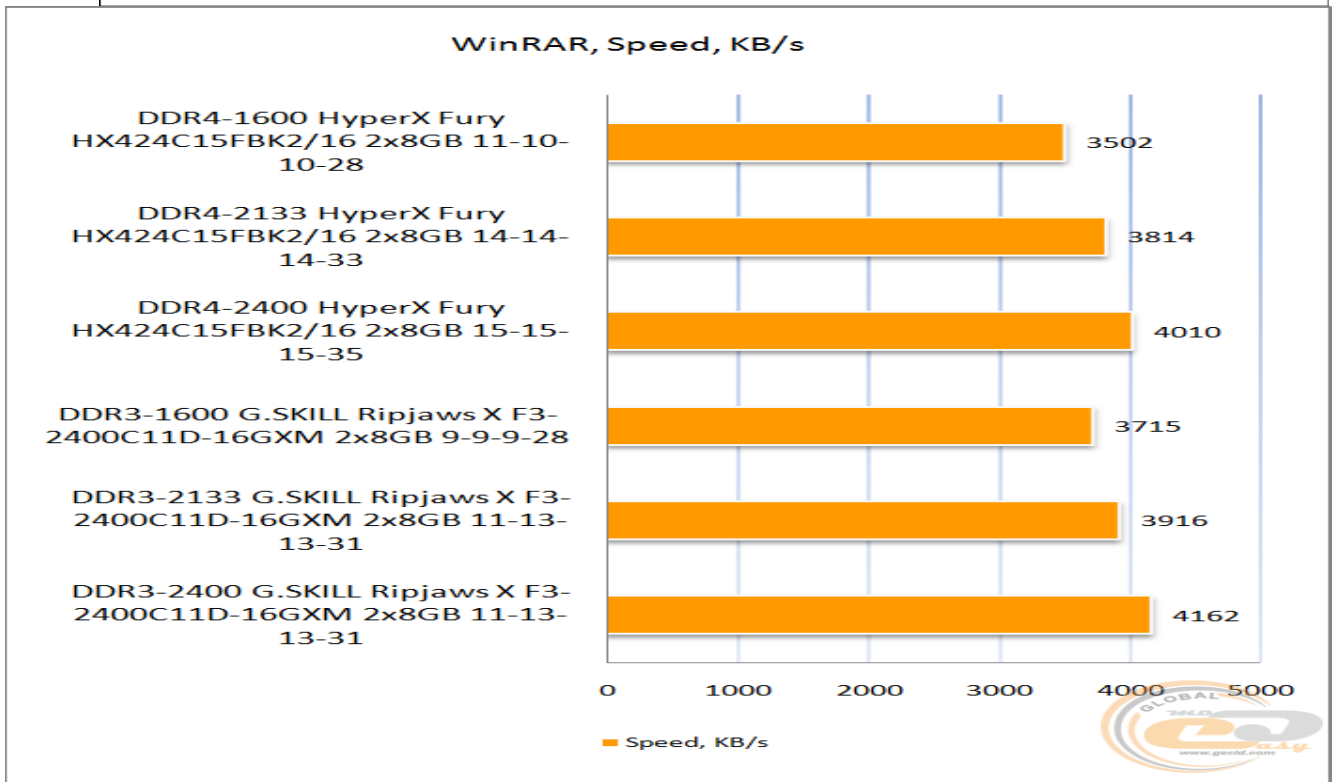 WinRAR, Speed, KB/s
DDR4-1600 HyperX Fury
HX424C15FBK2/16 2x8GB 11-10-
10-28
3502
DDR4-2133 HyperX Fury
HX424C15FBK2/16 2x8GB 14-14-
14-33
3814
DDR4-2400 HyperX Fury
HX424C15FBK2/16 2x8GB 15-15-
15-35
4010
DDR3-1600 G.SKILL Ripjaws X F3-
2400C11D-16GXM 2x8GB 9-9-9-28
3715
DDR3-2133 G.SKILL Ripjaws X F3-
2400C11D-16GXM 2x8GB 11-13-
13-31
3916
DDR3-2400 G.SKILL Ripjaws X F3-
2400C11D-16GXM 2x8GB 11-13-
13-31
4162
0 1000 2000 3000 4000 5000
Speed, KB/s
GLOBAL
www.gecid.com